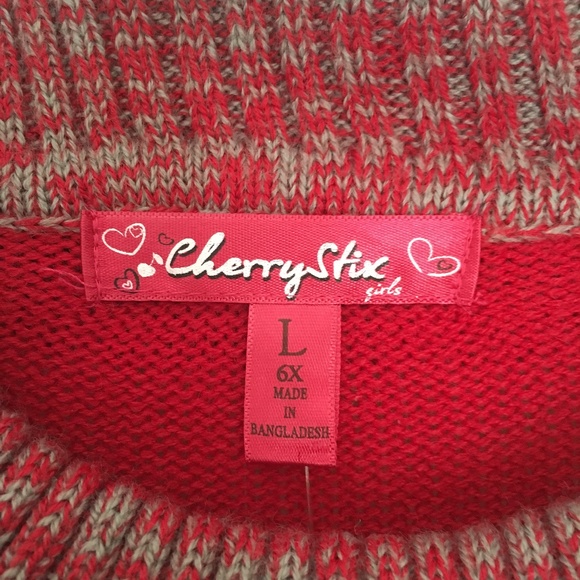 CherryStix
girls
L
6X
MADE
IN
BANGLADESH